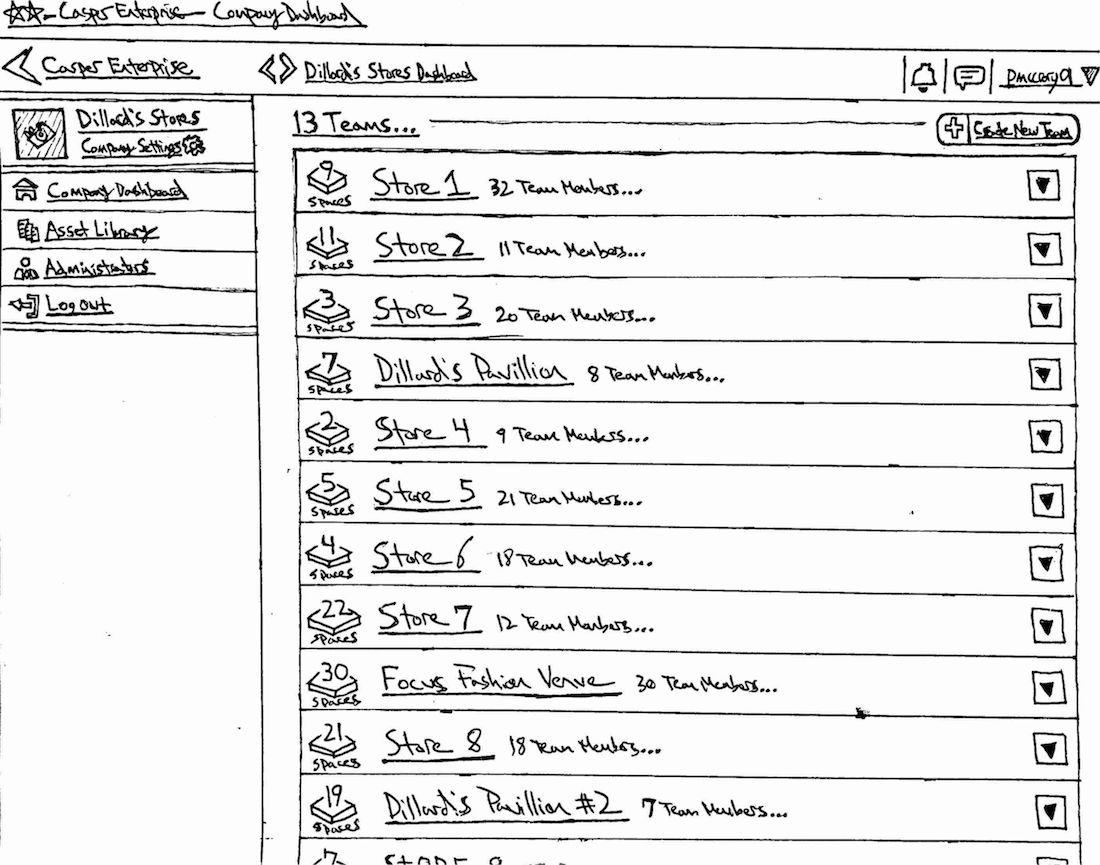 Casper Enterprise - Company Dashboard
Casper Enterprise
Dillard's Stores Dashboard
Dillard's Stores
Company Settings
Company Dashboard
Asset Library
Administrators
Log out
13 Teams...
Create New Team
9 Spaces Store 1 32 Team Members...
11 Spaces Store 2 11 Team Members...
3 Spaces Store 3 20 Team Members...
7 Spaces Dillard's Pavillion 8 Team Members...
2 Spaces Store 4 9 Team Members...
5 Spaces Store 5 21 Team Members...
4 Spaces Store 6 18 Team Members...
22 Spaces Store 7 12 Team Members...
30 Spaces Focus Fashion Verve 30 Team Members...
21 Spaces Store 8 18 Team Members...
19 Spaces Dillard's Pavillion #2 7 Team Members...